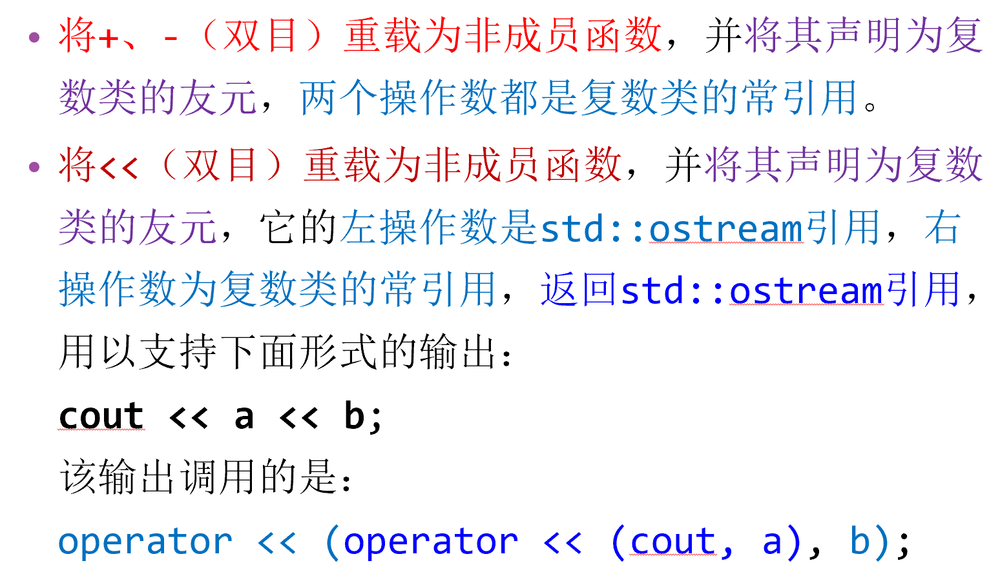 • 将+、-（双目）重载为非成员函数，并将其声明为复
数类的友元，两个操作数都是复数类的常引用。
• 将<<（双目）重载为非成员函数，并将其声明为复数
类的友元，它的左操作数是std::ostream引用，右
操作数为复数类的常引用，返回std::ostream引用，
用以支持下面形式的输出：
cout << a << b;
该输出调用的是：
operator << (operator << (cout, a), b);